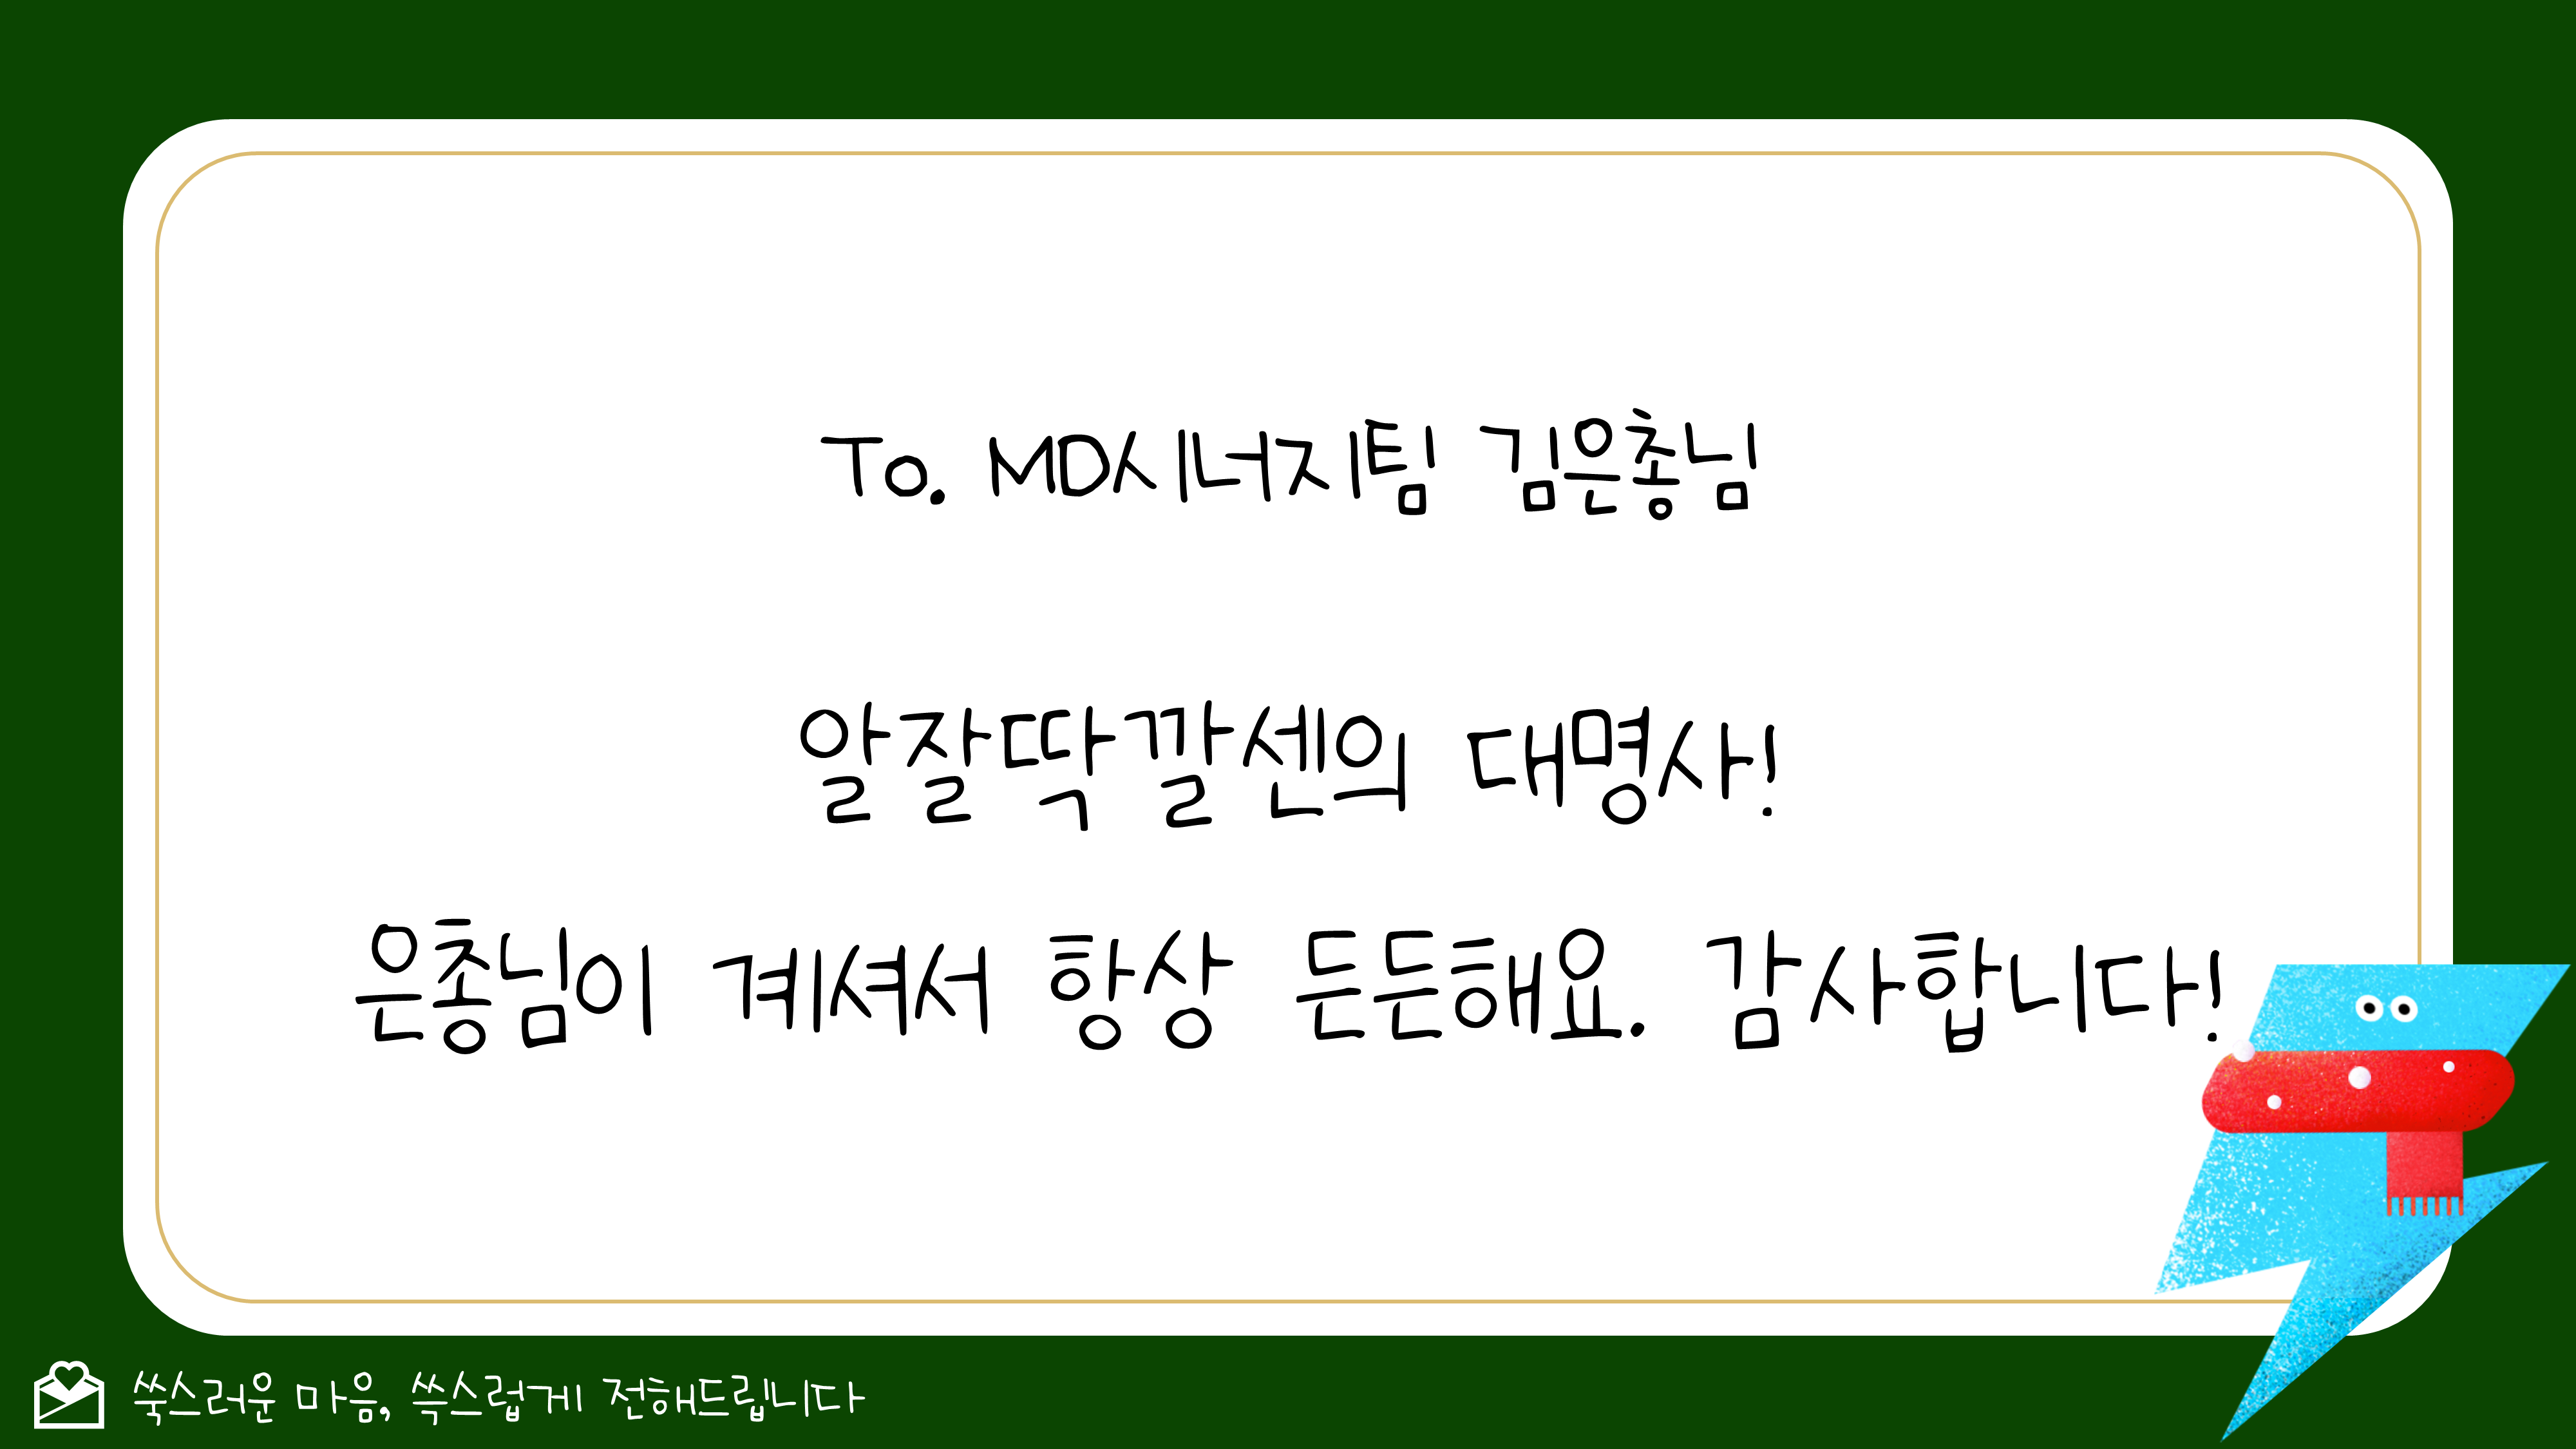 To. MD시너지팀 김은총님
알잘딱깔센의 대명사!
은총님이 계셔서 항상 든든해요. 감사합니다!
쑥스러운 마음, 쓱스럽게 전해드립니다